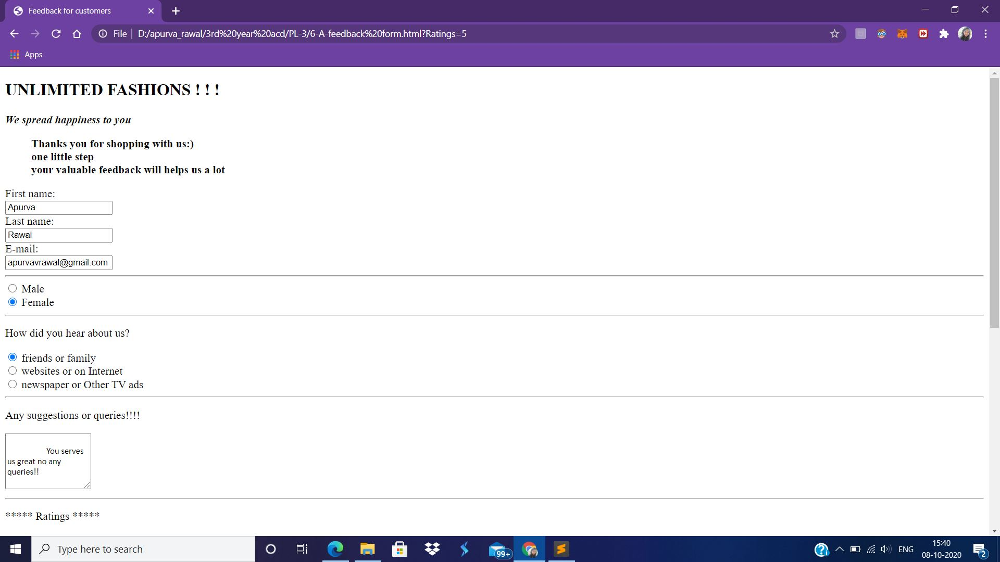 Feedback for customers
File
D:/apurva_rawal/3rd%20year%20acd/PL-3/6-A-feedback%20form.html?Ratings=5
Apps
UNLIMITED FASHIONS ! ! !
We spread happiness to you
Thanks you for shopping with us:)
one little step
your valuable feedback will helps us a lot
First name:
Apurva
Last name:
Rawal
E-mail:
apurvavrawal@gmail.com
Male
Female
How did you hear about us?
friends or family
websites or on Internet
newspaper or Other TV ads
Any suggestions or queries!!!!
You serves
us great no any
queries!!
***** Ratings *****
Type here to search
99+
ENG
15:40
08-10-2020
2